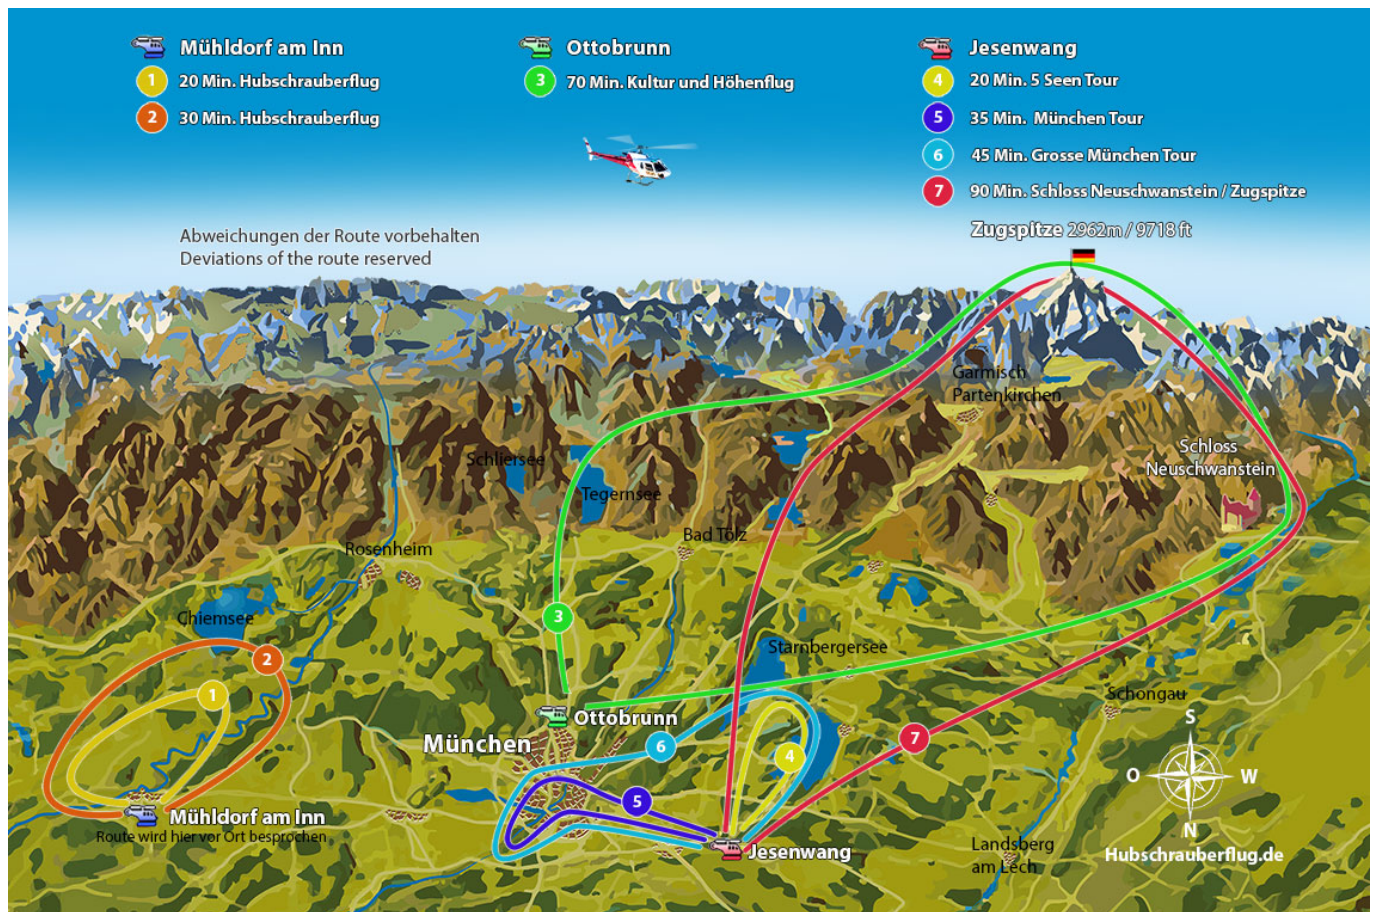 Mühldorf am Inn
1 20 Min. Hubschrauberflug
2 30 Min. Hubschrauberflug
Ottobrunn
3 70 Min. Kultur und Höhenflug
Jesenwang
4 20 Min. 5 Seen Tour
5 35 Min. München Tour
6 45 Min. Grosse München Tour
7 90 Min. Schloss Neuschwanstein / Zugspitze
Zugspitze 2962m / 9718 ft
Abweichungen der Route vorbehalten
Deviations of the route reserved
Garmisch
Partenkirchen
Schloss
Neuschwanstein
Schliersee
Tegernsee
Bad Tölz
Rosenheim
Chiemsee
3
2
Starnbergersee
1
Schongau
Ottobrunn
S
München
6
7
4
O
W
5
Mühldorf am Inn
Route wird hier vor Ort besprochen
N
Jesenwang
Landsberg
am Lech
Hubschrauberflug.de